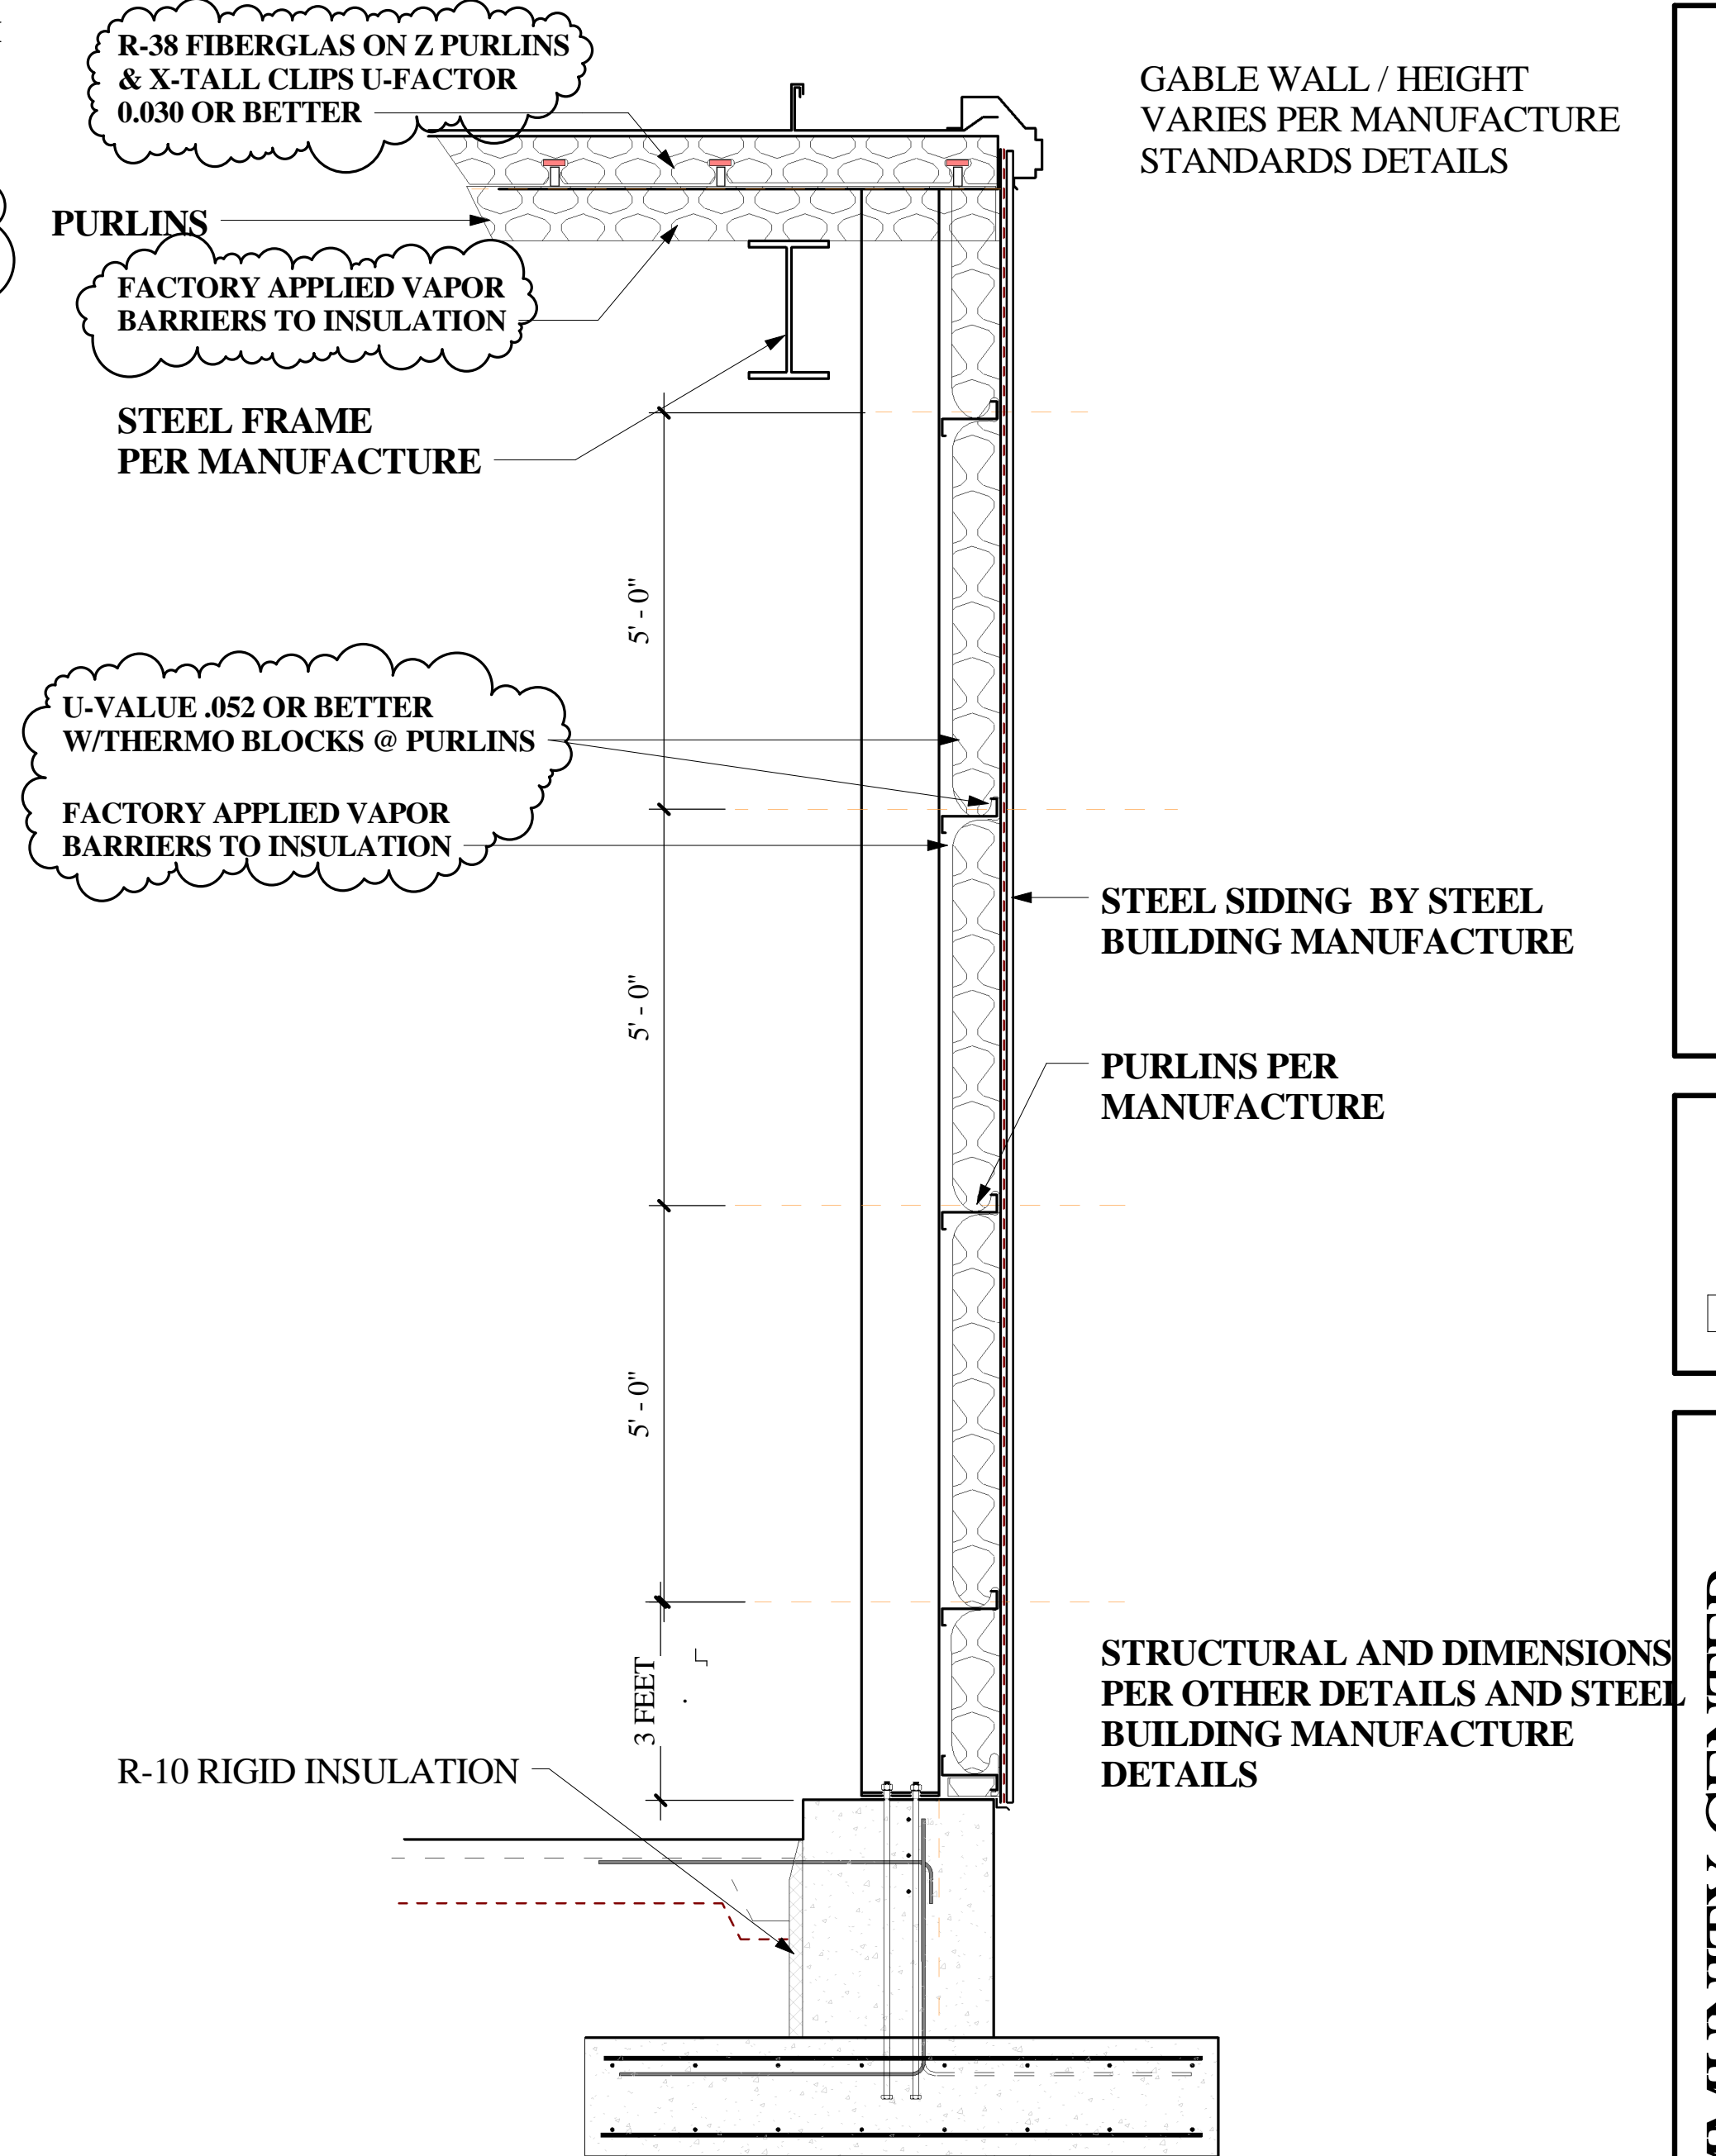 R-38 FIBERGLAS ON Z PURLINS
& X-TALL CLIPS U-FACTOR
0.030 OR BETTER
GABLE WALL / HEIGHT
VARIES PER MANUFACTURE
STANDARDS DETAILS
PURLINS
FACTORY APPLIED VAPOR
BARRIERS TO INSULATION
STEEL FRAME
PER MANUFACTURE
5' - 0"
U-VALUE .052 OR BETTER
W/THERMO BLOCKS @ PURLINS
FACTORY APPLIED VAPOR
BARRIERS TO INSULATION
STEEL SIDING BY STEEL
BUILDING MANUFACTURE
5' - 0"
PURLINS PER
MANUFACTURE
5' - 0"
STRUCTURAL AND DIMENSIONS
PER OTHER DETAILS AND STEEL
BUILDING MANUFACTURE
DETAILS
3 FEET
R-10 RIGID INSULATION